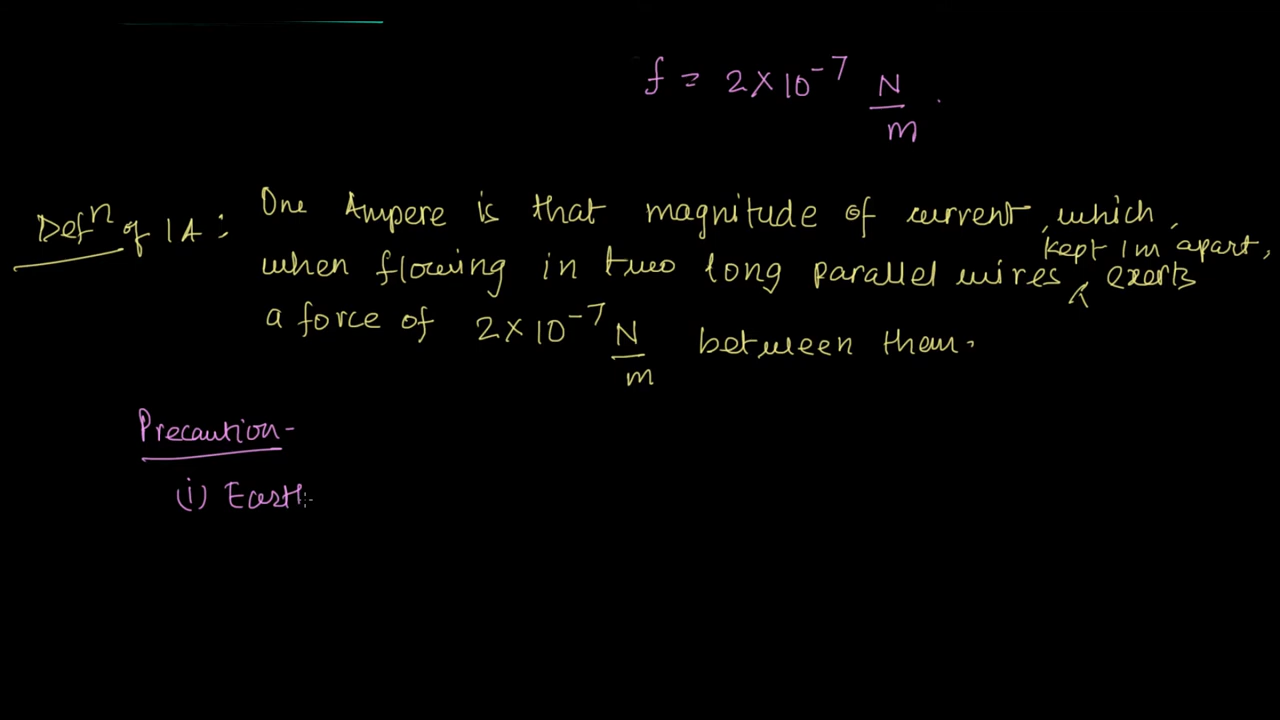 f = 2×10⁻⁷ N/m
Defⁿ of 1A: One Ampere is that magnitude of current, which,
when flowing in two long parallel wires kept 1m apart, exerts
a force of 2×10⁻⁷ N/m between them.
Precaution-
(i) Earth